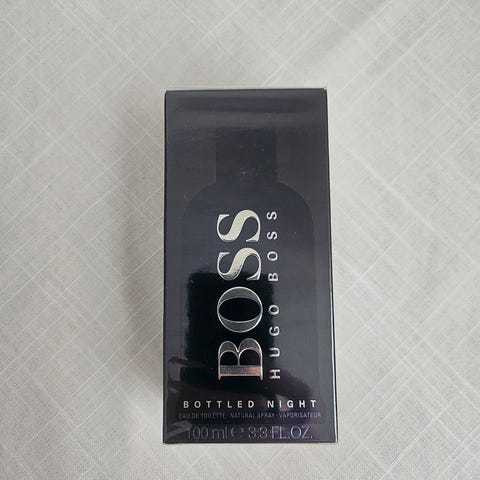 BOSS
HUGO BOSS
BOTTLED NIGHT
EAU DE TOILETTE - NATURAL SPRAY - VAPORISATEUR
100 ml ℮ 3.3 FL.OZ.